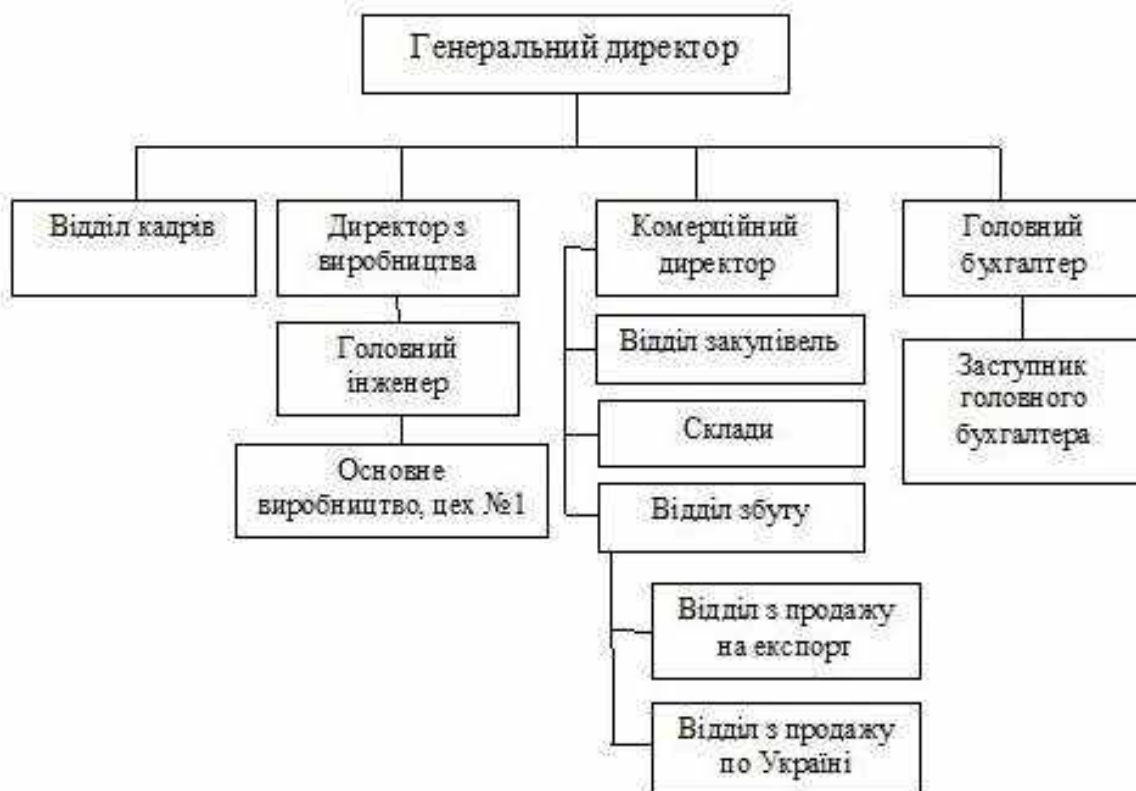 Генеральний директор
Відділ кадрів
Директор з
виробництва
Комерційний
директор
Головний
бухгалтер
Головний
інженер
Відділ закупівель
Заступник
головного
бухгалтера
Склади
Основне
виробництво, цех №1
Відділ збуту
Відділ з продажу
на експорт
Відділ з продажу
по Україні